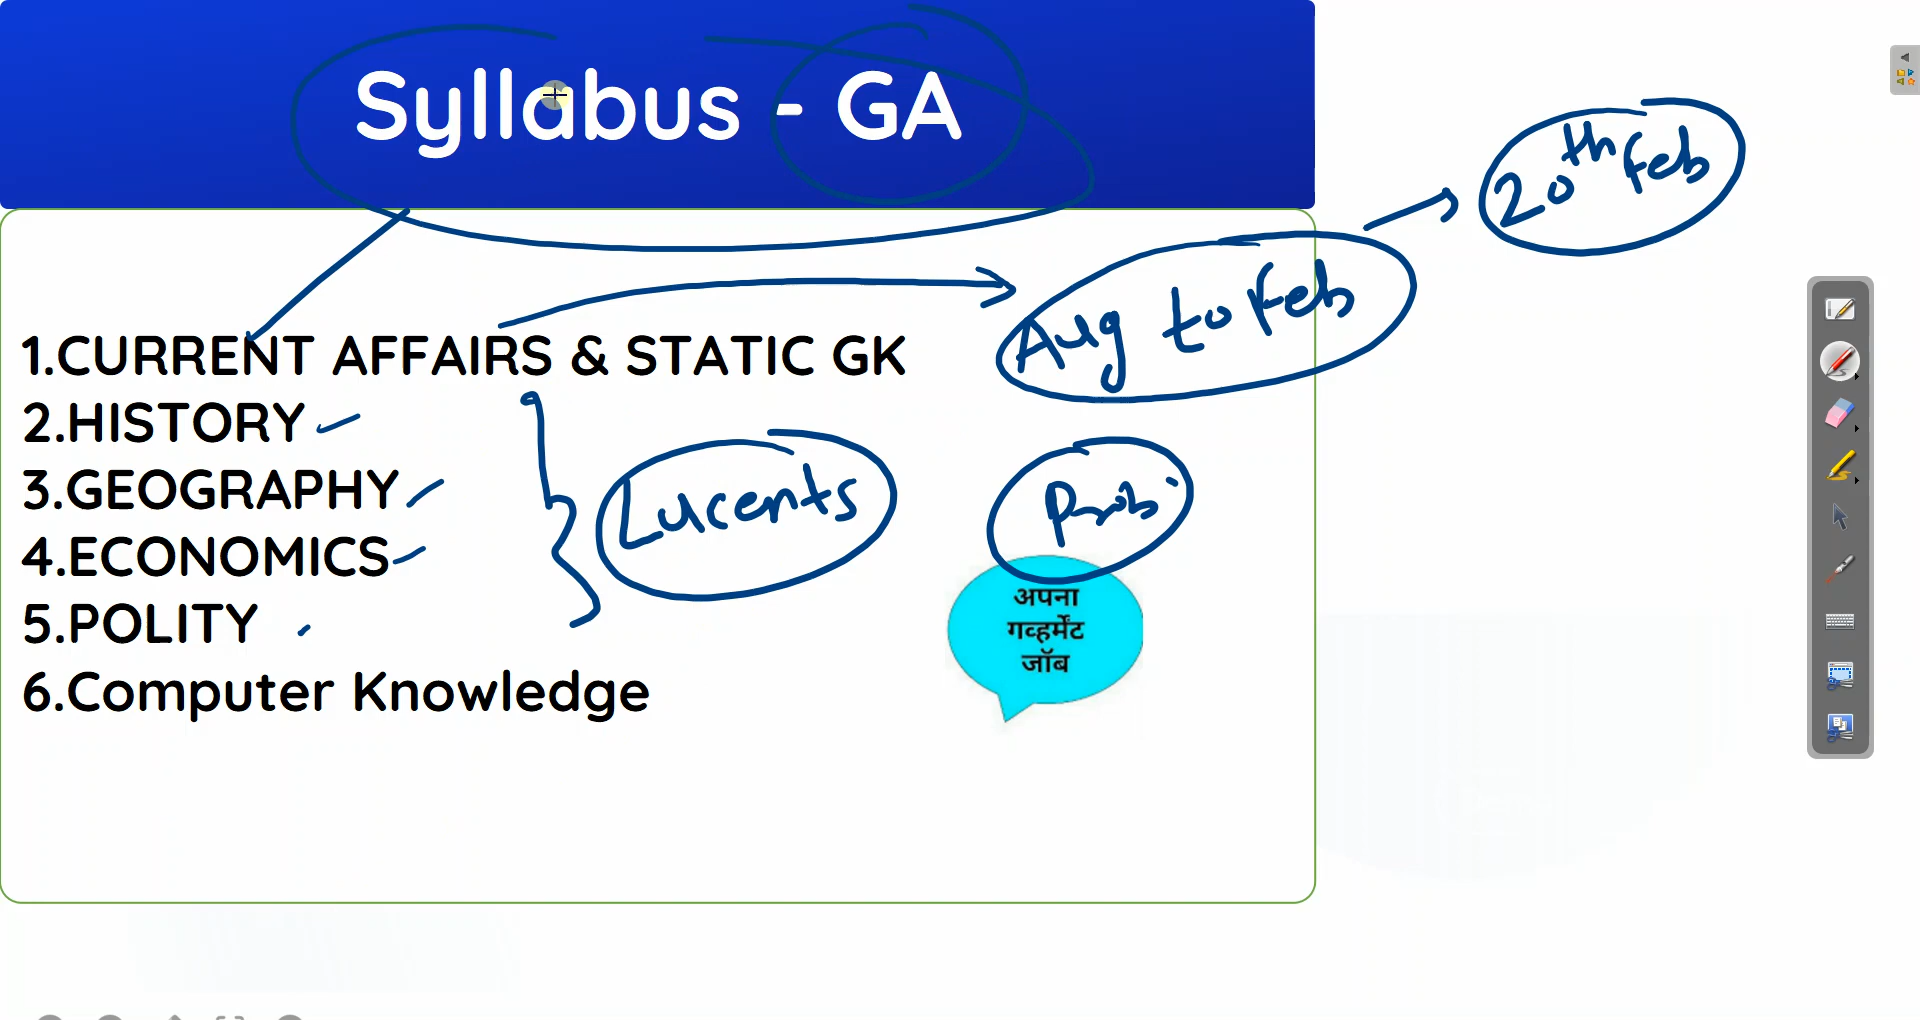 Syllabus - GA
20th Feb
Aug to Feb
1.CURRENT AFFAIRS & STATIC GK
2.HISTORY
3.GEOGRAPHY
Lucents
Prob.
4.ECONOMICS
5.POLITY
6.Computer Knowledge
अपना
गव्हर्मेंट
जॉब